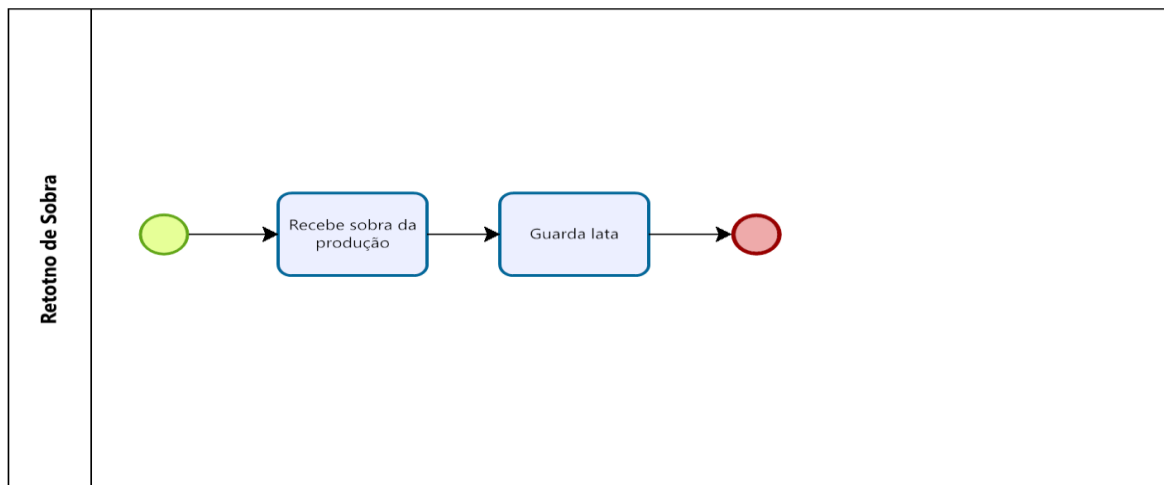 Retotno de Sobra
Recebe sobra da
produção
Guarda lata